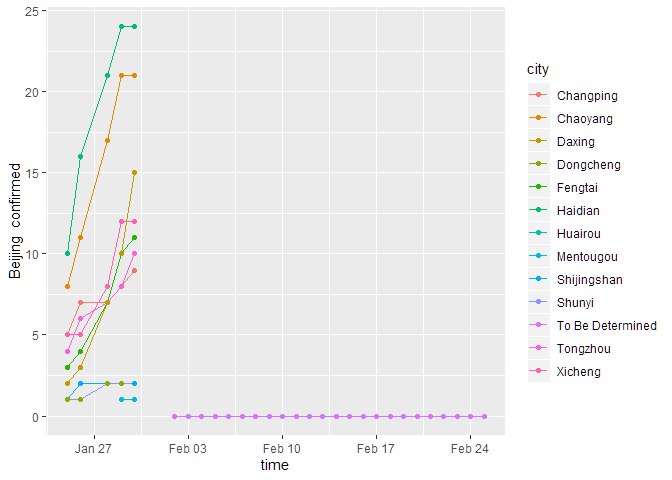 25
20
15
10
5
0
Beijing confirmed
Jan 27 Feb 03 Feb 10 Feb 17 Feb 24
time
city
Changping
Chaoyang
Daxing
Dongcheng
Fengtai
Haidian
Huairou
Mentougou
Shijingshan
Shunyi
To Be Determined
Tongzhou
Xicheng